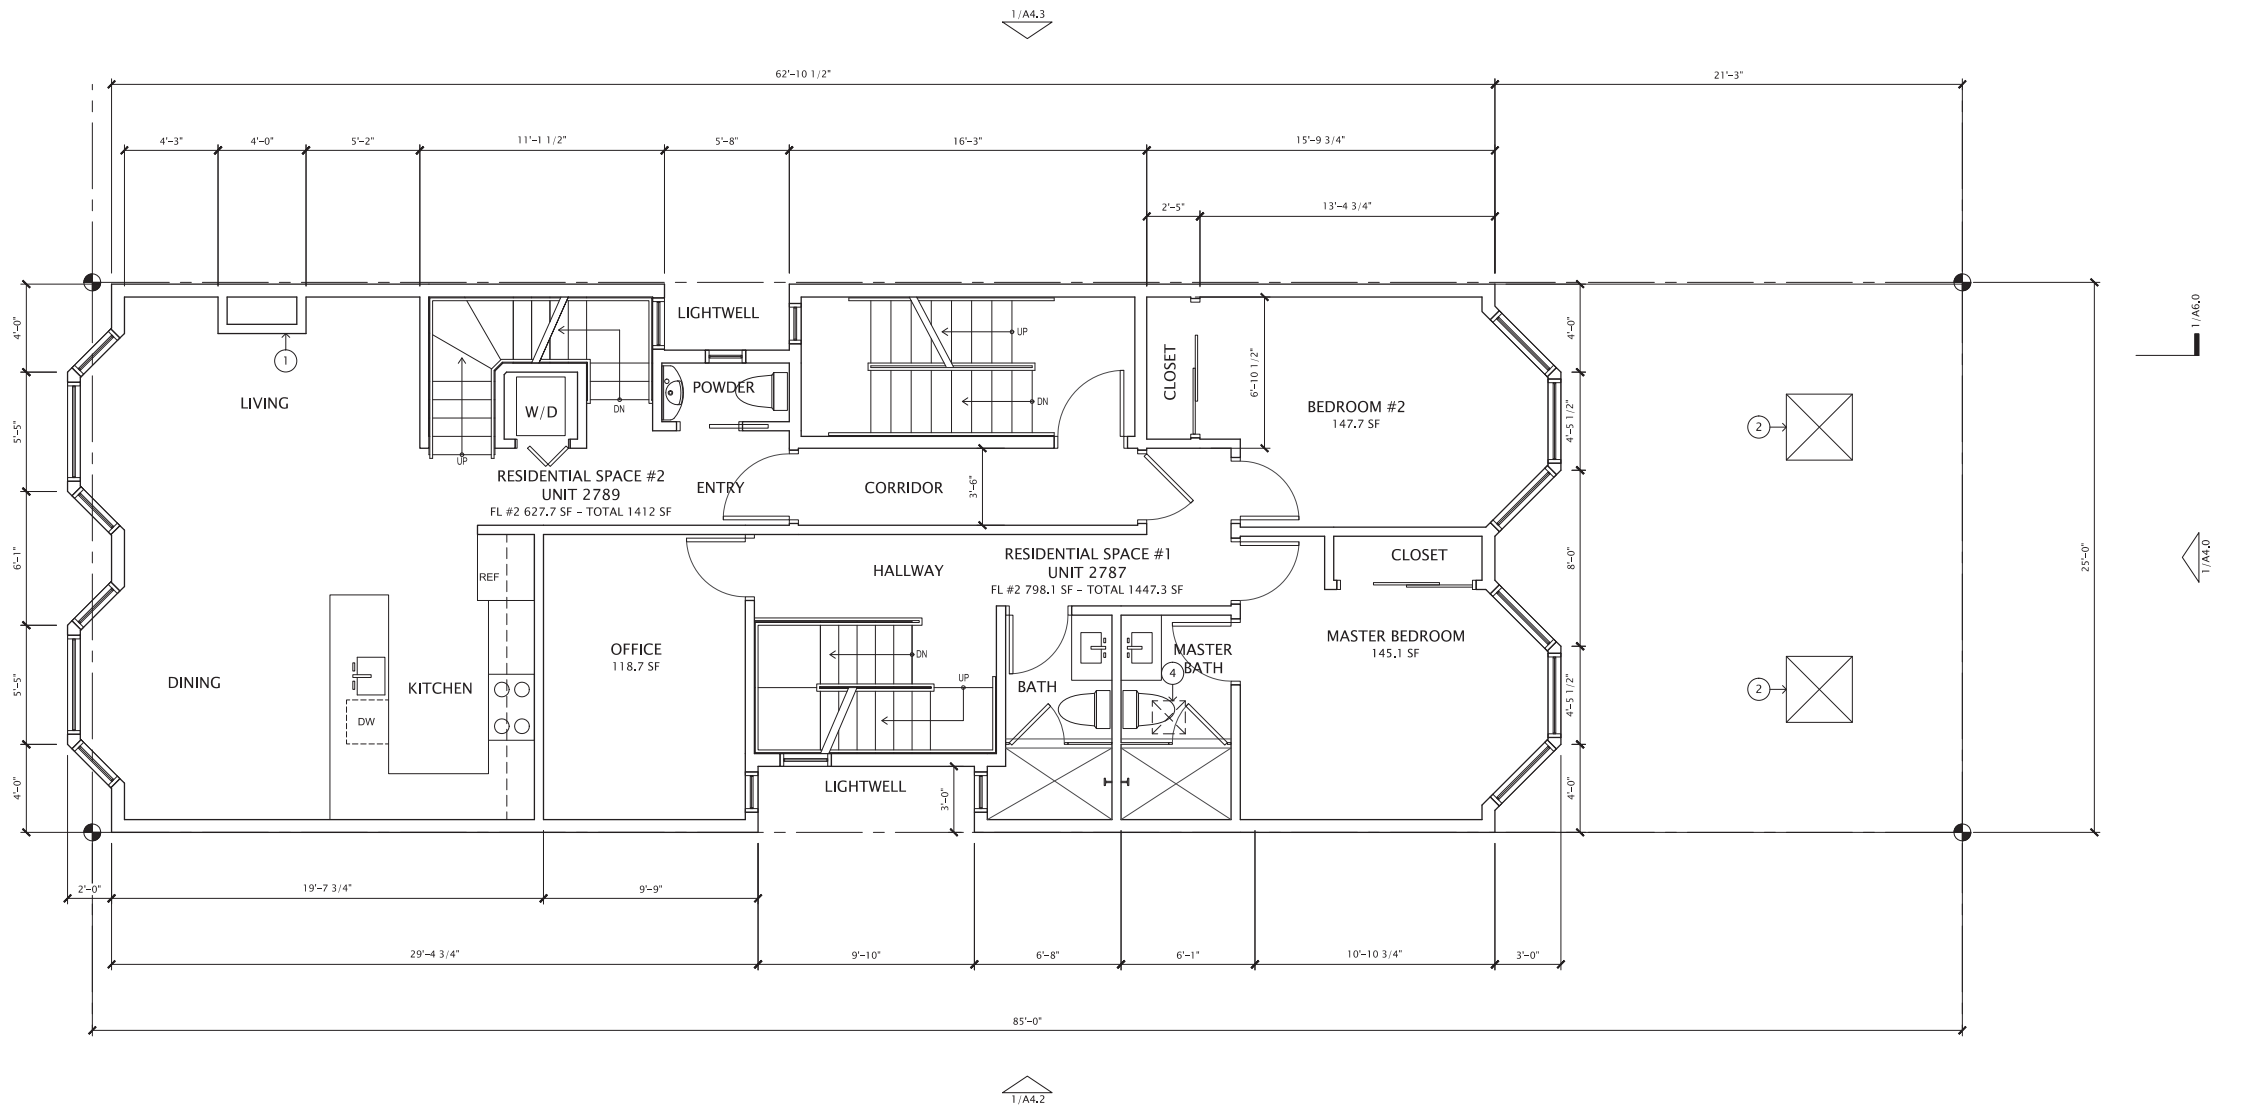 1/A4.3
62'-10 1/2"
21'-3"
4'-3"
4'-0"
5'-2"
11'-1 1/2"
5'-8"
16'-3"
15'-9 3/4"
2'-5"
13'-4 3/4"
4'-0"
5'-5"
6'-1"
5'-5"
4'-0"
1
LIVING
UP
W/D
DN
LIGHTWELL
POWDER
UP
DN
CLOSET
6'-10 1/2"
BEDROOM #2
147.7 SF
RESIDENTIAL SPACE #2
UNIT 2789
FL #2 627.7 SF - TOTAL 1412 SF
ENTRY
CORRIDOR
3'-6"
REF
HALLWAY
RESIDENTIAL SPACE #1
UNIT 2787
FL #2 798.1 SF - TOTAL 1447.3 SF
CLOSET
DINING
KITCHEN
DW
OFFICE
118.7 SF
DN
UP
BATH
MASTER
BATH
4
MASTER BEDROOM
145.1 SF
LIGHTWELL
3'-0"
4'-0"
4'-5 1/2"
8'-0"
4'-5 1/2"
4'-0"
2
2
25'-0"
1/A6.0
1/A4.0
2'-0"
19'-7 3/4"
9'-9"
29'-4 3/4"
9'-10"
6'-8"
6'-1"
10'-10 3/4"
3'-0"
85'-0"
1/A4.2